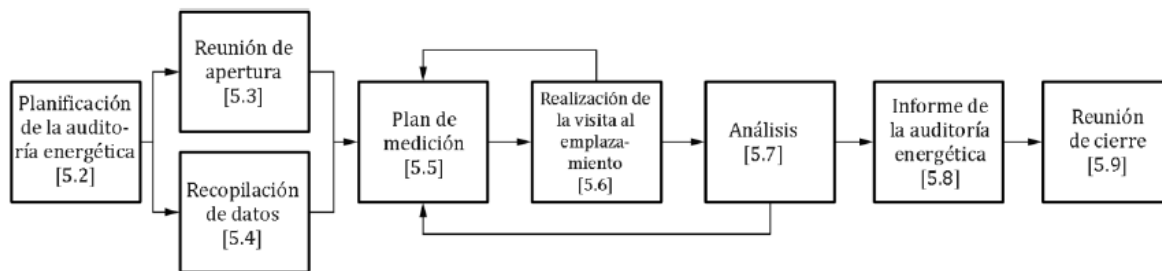 Planificación
de la audito-
ría energética
[5.2]
Reunión de
apertura
[5.3]
Recopilación
de datos
[5.4]
Plan de
medición
[5.5]
Realización de
la visita al
emplaza-
miento
[5.6]
Análisis
[5.7]
Informe de
la auditoría
energética
[5.8]
Reunión
de cierre
[5.9]